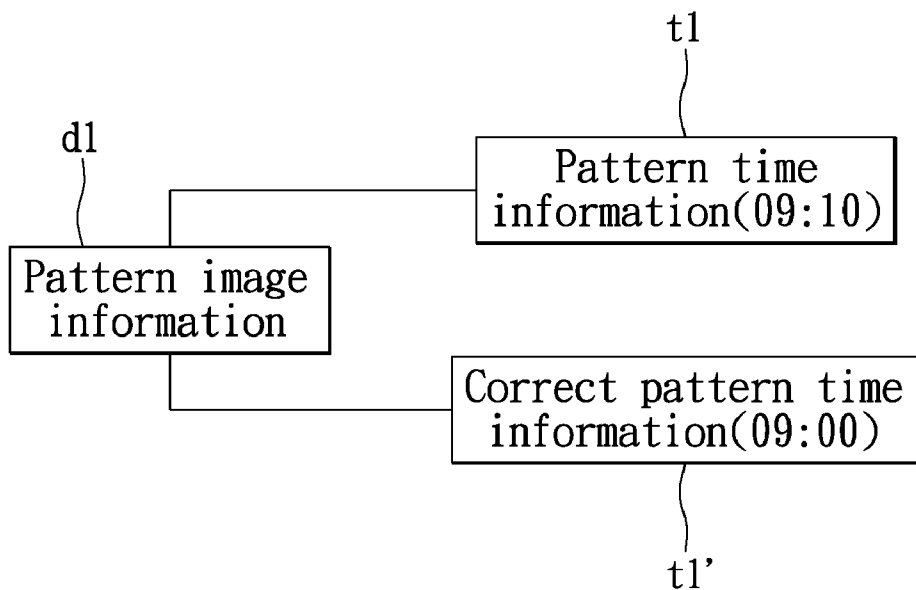 t1
Pattern time
information(09:10)
d1
Pattern image
information
Correct pattern time
information(09:00)
t1’